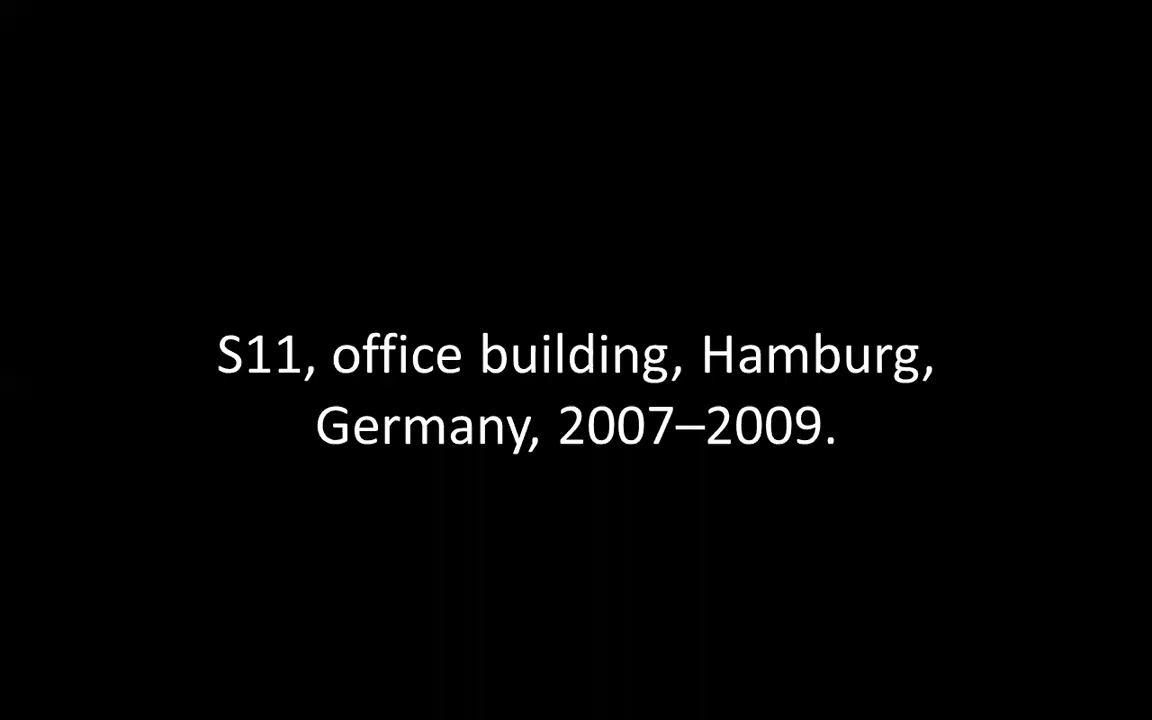 S11, office building, Hamburg,
Germany, 2007–2009.